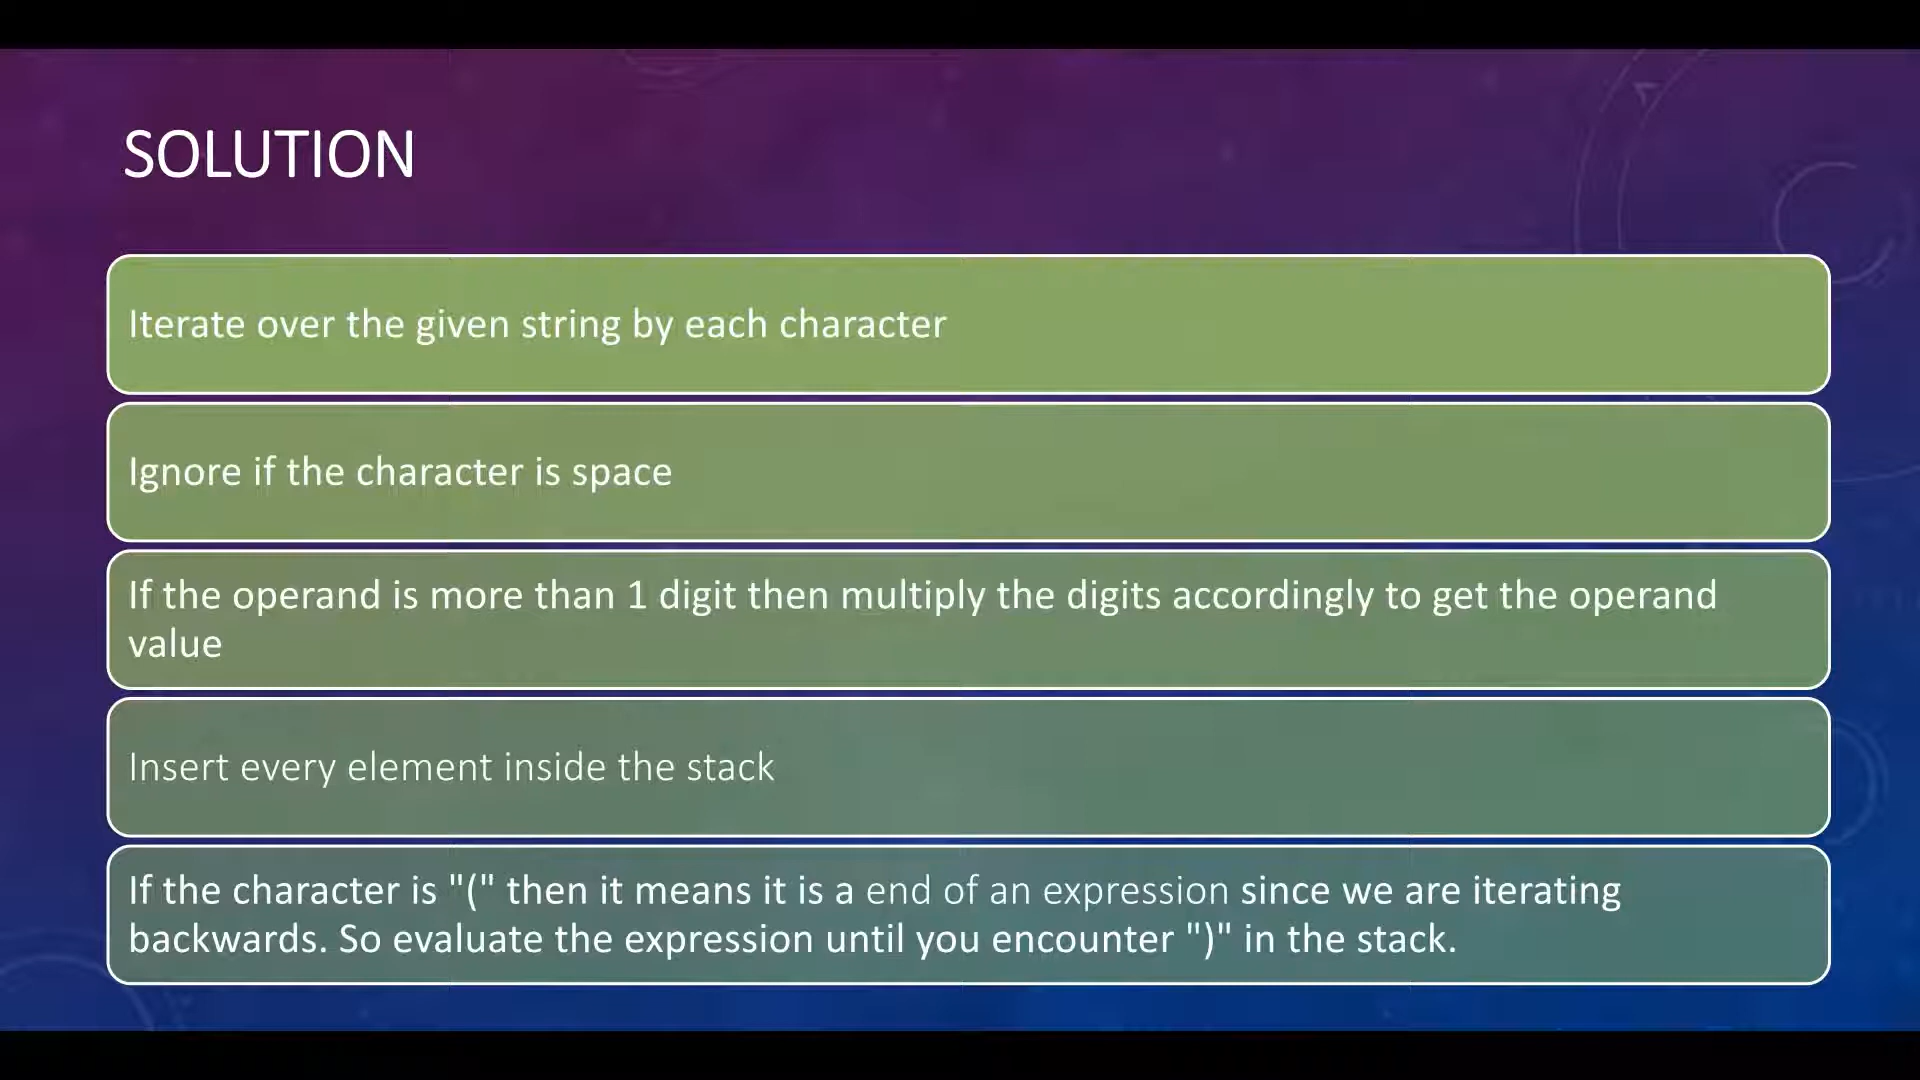 SOLUTION
Iterate over the given string by each character
Ignore if the character is space
If the operand is more than 1 digit then multiply the digits accordingly to get the operand
value
Insert every element inside the stack
If the character is "(" then it means it is a end of an expression since we are iterating
backwards. So evaluate the expression until you encounter ")" in the stack.